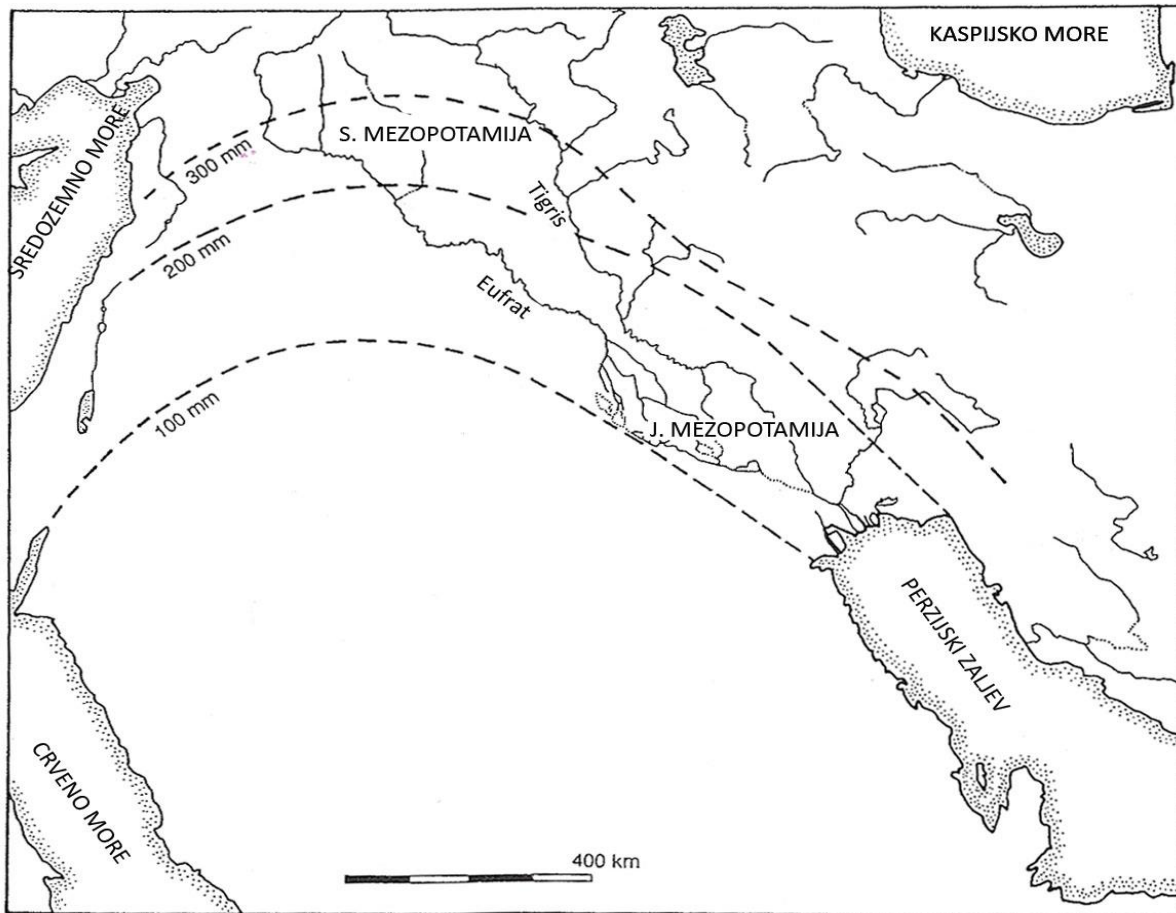 KASPIJSKO MORE
SREDOZEMNO MORE
S. MEZOPOTAMIJA
300 mm
Tigris
200 mm
Eufrat
100 mm
J. MEZOPOTAMIJA
PERZIJSKI ZALJEV
CRVENO MORE
400 km